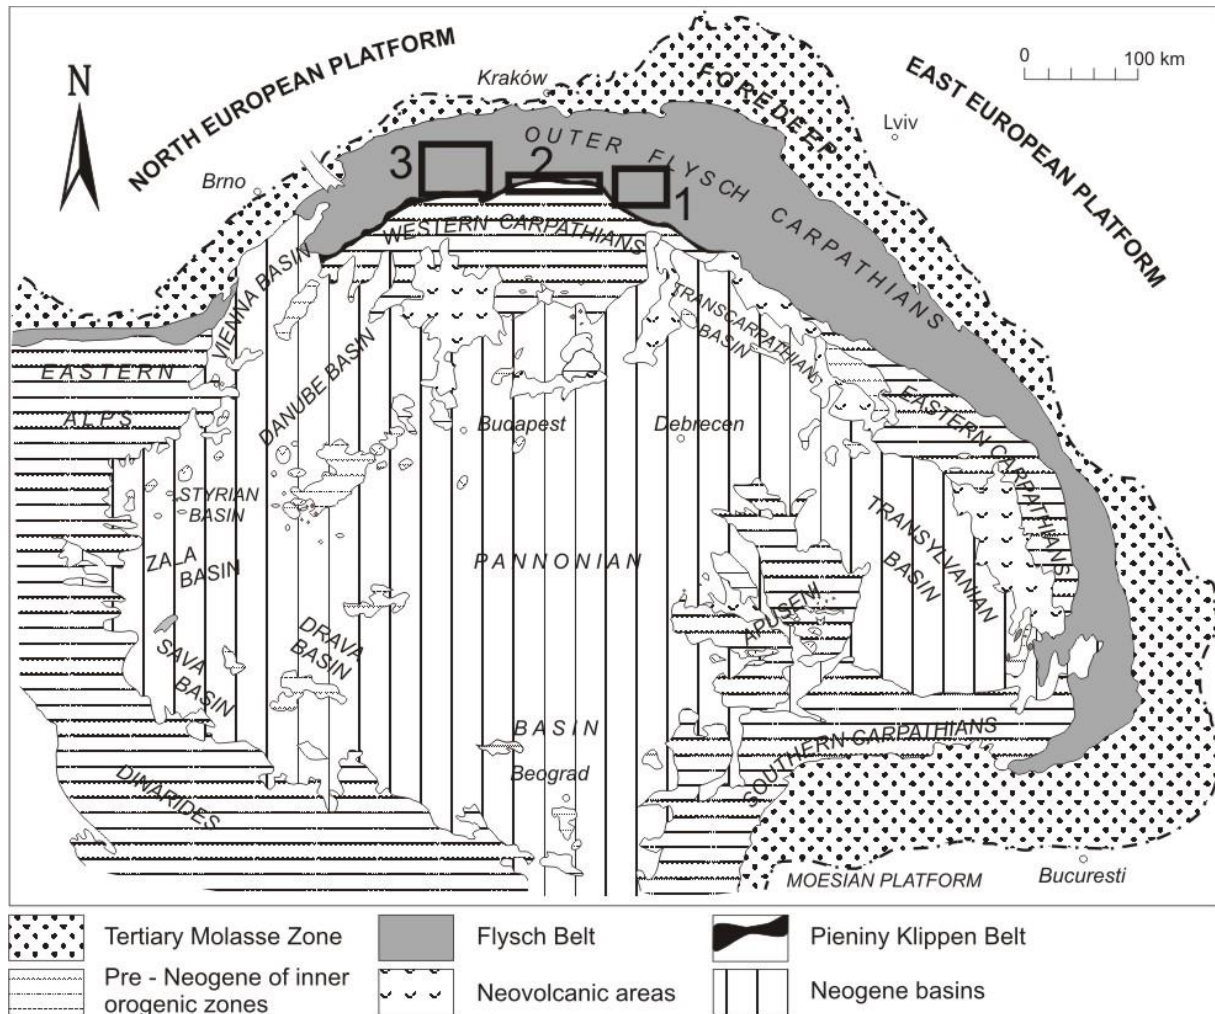 NORTH EUROPEAN PLATFORM
EAST EUROPEAN PLATFORM
0 100 km
N
Kraków
FOREDEEP
Lviv
Brno
OUTER FLYSCH CARPATHIANS
3
2
1
WESTERN CARPATHIANS
VIENNA BASIN
TRANSCARPATHIAN
BASIN
EASTERN
ALPS
DANUBE BASIN
Budapest
Debrecen
EASTERN CARPATHIANS
STYRIAN
BASIN
ZALA
BASIN
PANNONIAN
BASIN
TRANSYLVANIAN
BASIN
APUSENI
DRAVA
BASIN
SAVA
BASIN
Beograd
SOUTHERN CARPATHIANS
DINARIDES
MOESIAN PLATFORM
Bucuresti
Tertiary Molasse Zone
Flysch Belt
Pieniny Klippen Belt
Pre - Neogene of inner
orogenic zones
Neovolcanic areas
Neogene basins